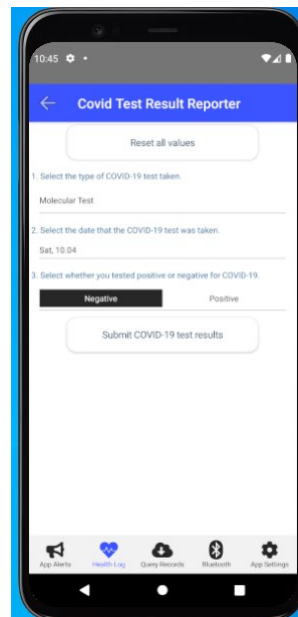 10:45
Covid Test Result Reporter
Reset all values
1. Select the type of COVID-19 test taken.
Molecular Test
2. Select the date that the COVID-19 test was taken.
Sat, 10.04
3. Select whether you tested positive or negative for COVID-19.
Negative Positive
Submit COVID-19 test results
App Alerts Health Log Query Records Bluetooth App Settings